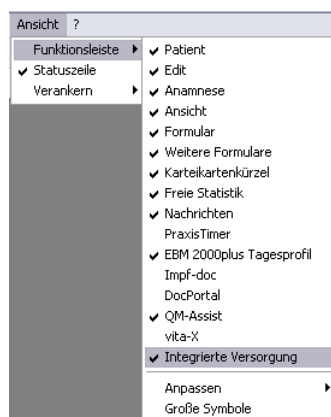 Ansicht ?
Funktionsleiste
Statuszeile
Verankern
Patient
Edit
Anamnese
Ansicht
Formular
Weitere Formulare
Karteikartenkürzel
Freie Statistik
Nachrichten
PraxisTimer
EBM 2000plus Tagesprofil
Impf-doc
DocPortal
QM-Assist
vita-X
Integrierte Versorgung
Anpassen
Große Symbole